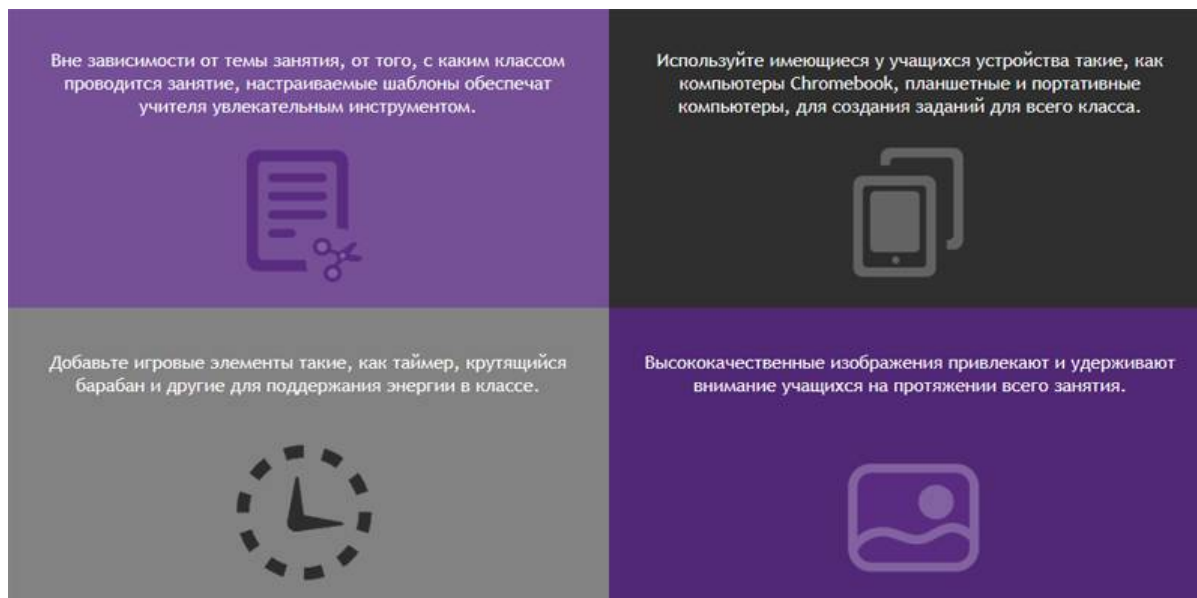 Вне зависимости от темы занятия, от того, с каким классом
проводится занятие, настраиваемые шаблоны обеспечат
учителя увлекательным инструментом.
Используйте имеющиеся у учащихся устройства такие, как
компьютеры Chromebook, планшетные и портативные
компьютеры, для создания заданий для всего класса.
Добавьте игровые элементы такие, как таймер, крутящийся
барабан и другие для поддержания энергии в классе.
Высококачественные изображения привлекают и удерживают
внимание учащихся на протяжении всего занятия.